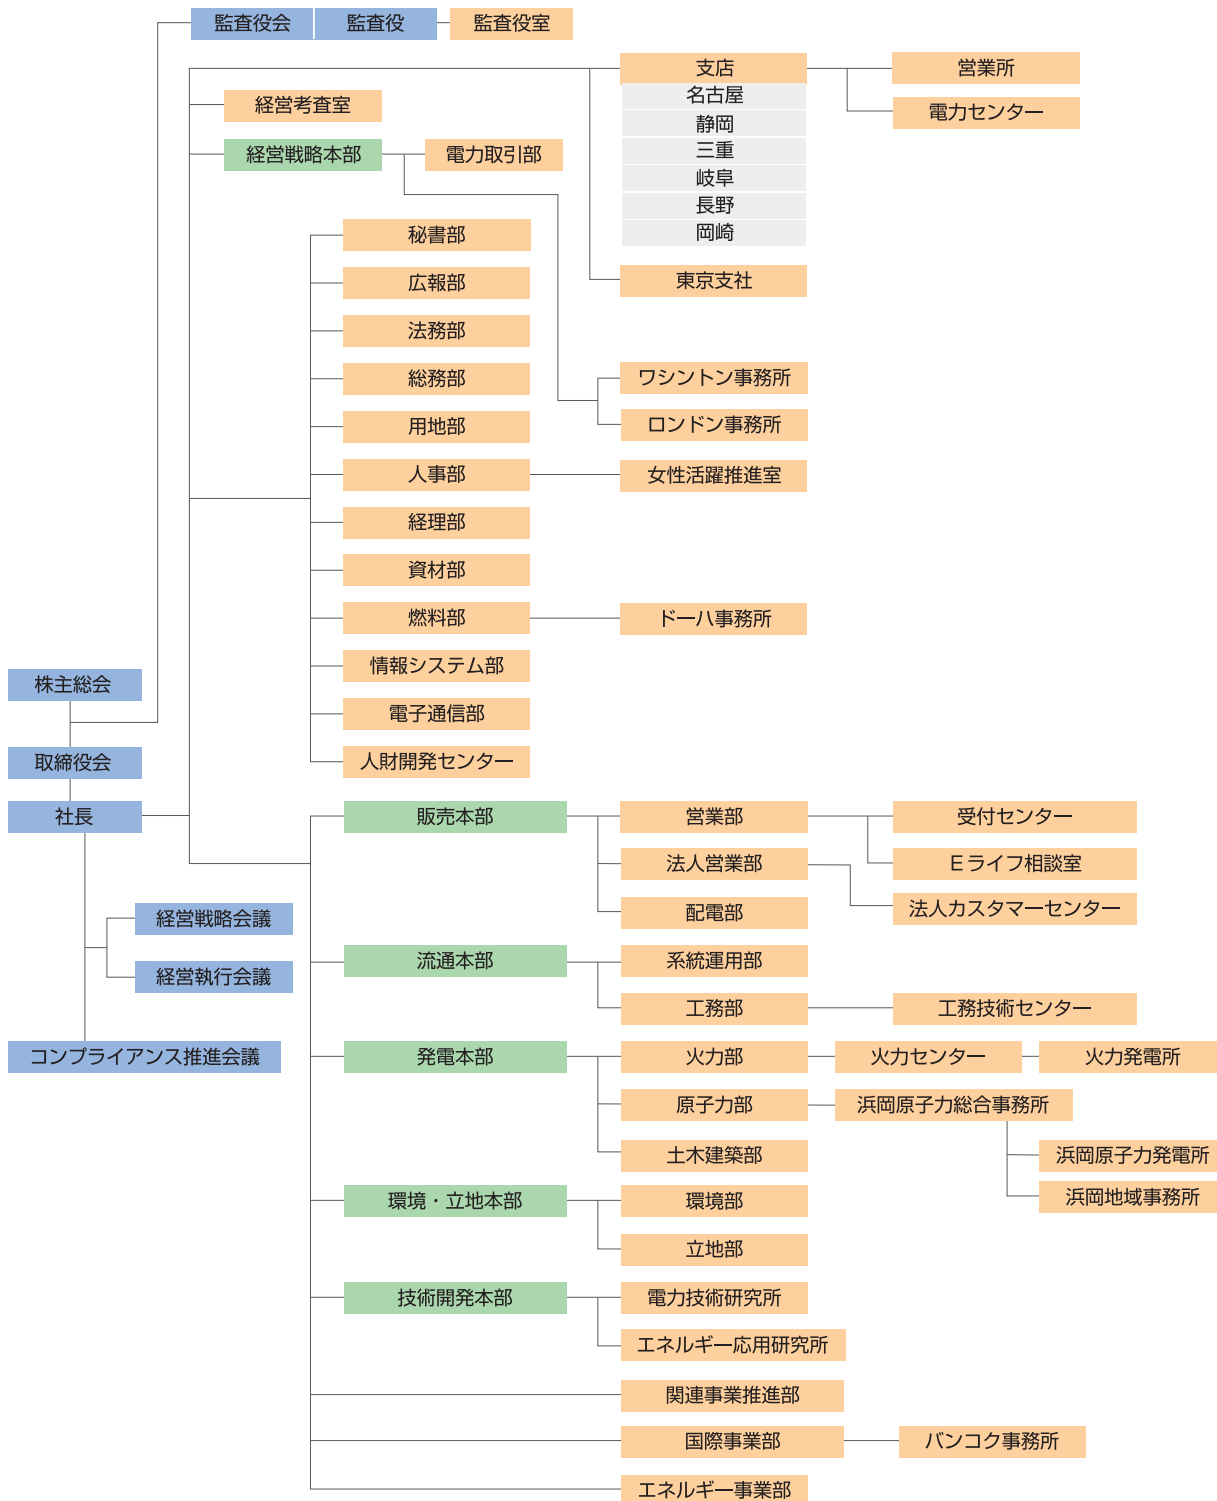 監査役会
監査役
監査役室
支店
営業所
名古屋
経営考査室
電力センター
静岡
三重
経営戦略本部
電力取引部
岐阜
長野
秘書部
岡崎
広報部
東京支社
法務部
総務部
ワシントン事務所
用地部
ロンドン事務所
人事部
女性活躍推進室
経理部
資材部
燃料部
ドーハ事務所
情報システム部
株主総会
電子通信部
取締役会
人財開発センター
社長
販売本部
営業部
受付センター
法人営業部
Eライフ相談室
配電部
法人カスタマーセンター
経営戦略会議
流通本部
系統運用部
経営執行会議
工務部
工務技術センター
コンプライアンス推進会議
発電本部
火力部
火力センター
火力発電所
原子力部
浜岡原子力総合事務所
土木建築部
浜岡原子力発電所
環境・立地本部
環境部
浜岡地域事務所
立地部
技術開発本部
電力技術研究所
エネルギー応用研究所
関連事業推進部
国際事業部
バンコク事務所
エネルギー事業部